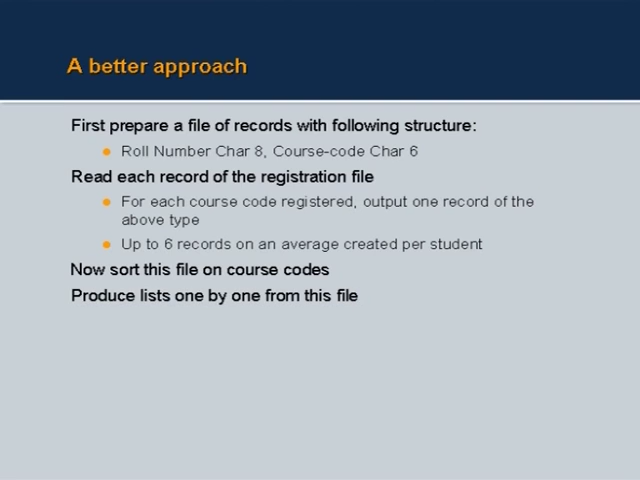 A better approach
First prepare a file of records with following structure:
Roll Number Char 8, Course-code Char 6
Read each record of the registration file
For each course code registered, output one record of the
above type
Up to 6 records on an average created per student
Now sort this file on course codes
Produce lists one by one from this file